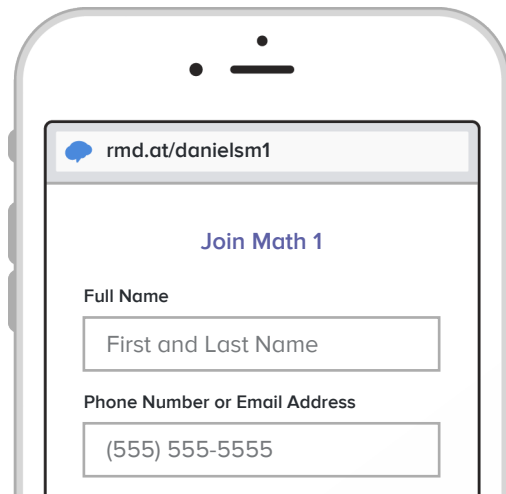 rmd.at/danielsm1
Join Math 1
Full Name
First and Last Name
Phone Number or Email Address
(555) 555-5555